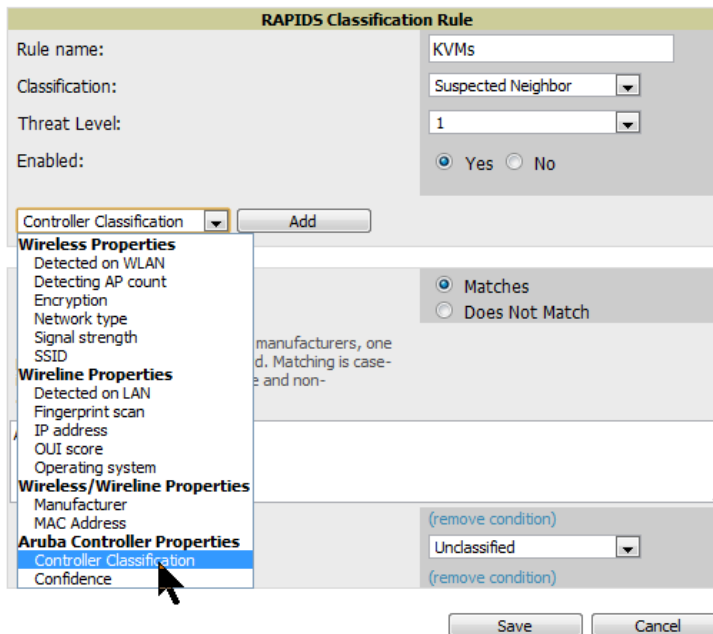 RAPIDS Classification Rule
Rule name:
KVMs
Classification:
Suspected Neighbor
Threat Level:
1
Enabled:
Yes No
Controller Classification
Add
Wireless Properties
Detected on WLAN
Detecting AP count
Encryption
Network type
Signal strength
SSID
Wireline Properties
Detected on LAN
Fingerprint scan
IP address
OUI score
Operating system
Wireless/Wireline Properties
Manufacturer
MAC Address
Aruba Controller Properties
Controller Classification
Confidence
Matches
Does Not Match
manufacturers, one
d. Matching is case-
e and non-
(remove condition)
Unclassified
(remove condition)
Save
Cancel